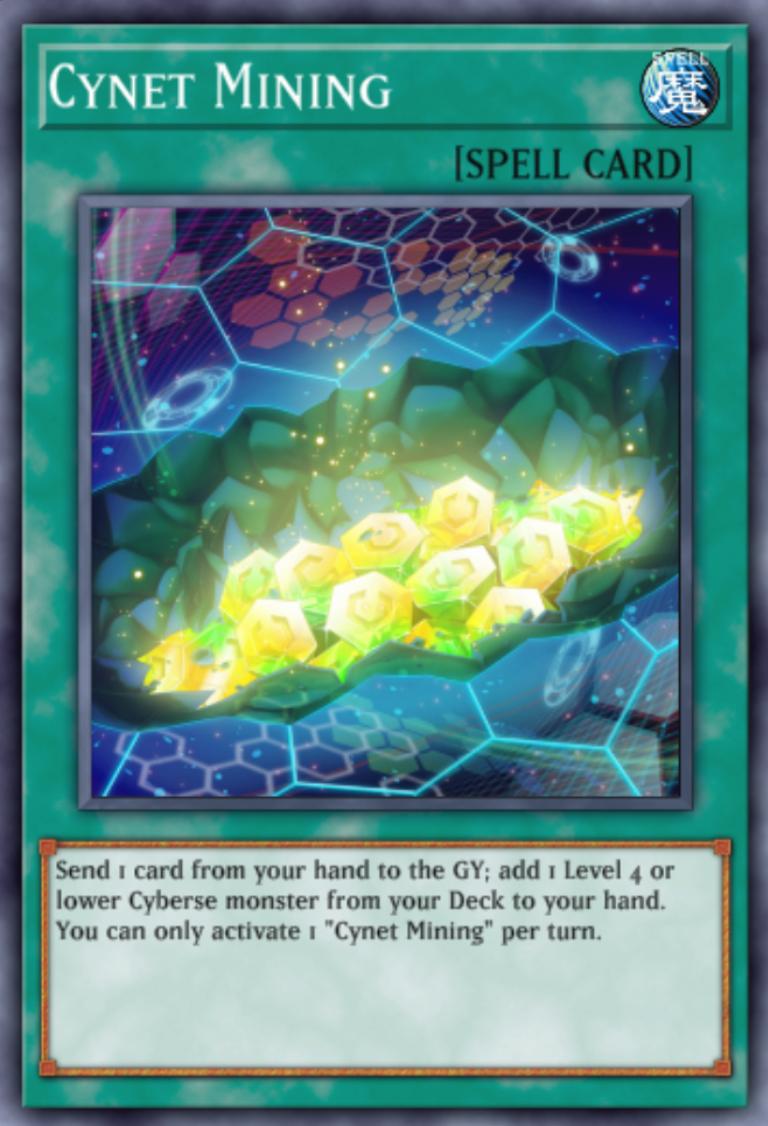 Cynet Mining
SPELL
魔
[SPELL CARD]
Send 1 card from your hand to the GY; add 1 Level 4 or
lower Cyberse monster from your Deck to your hand.
You can only activate 1 "Cynet Mining" per turn.